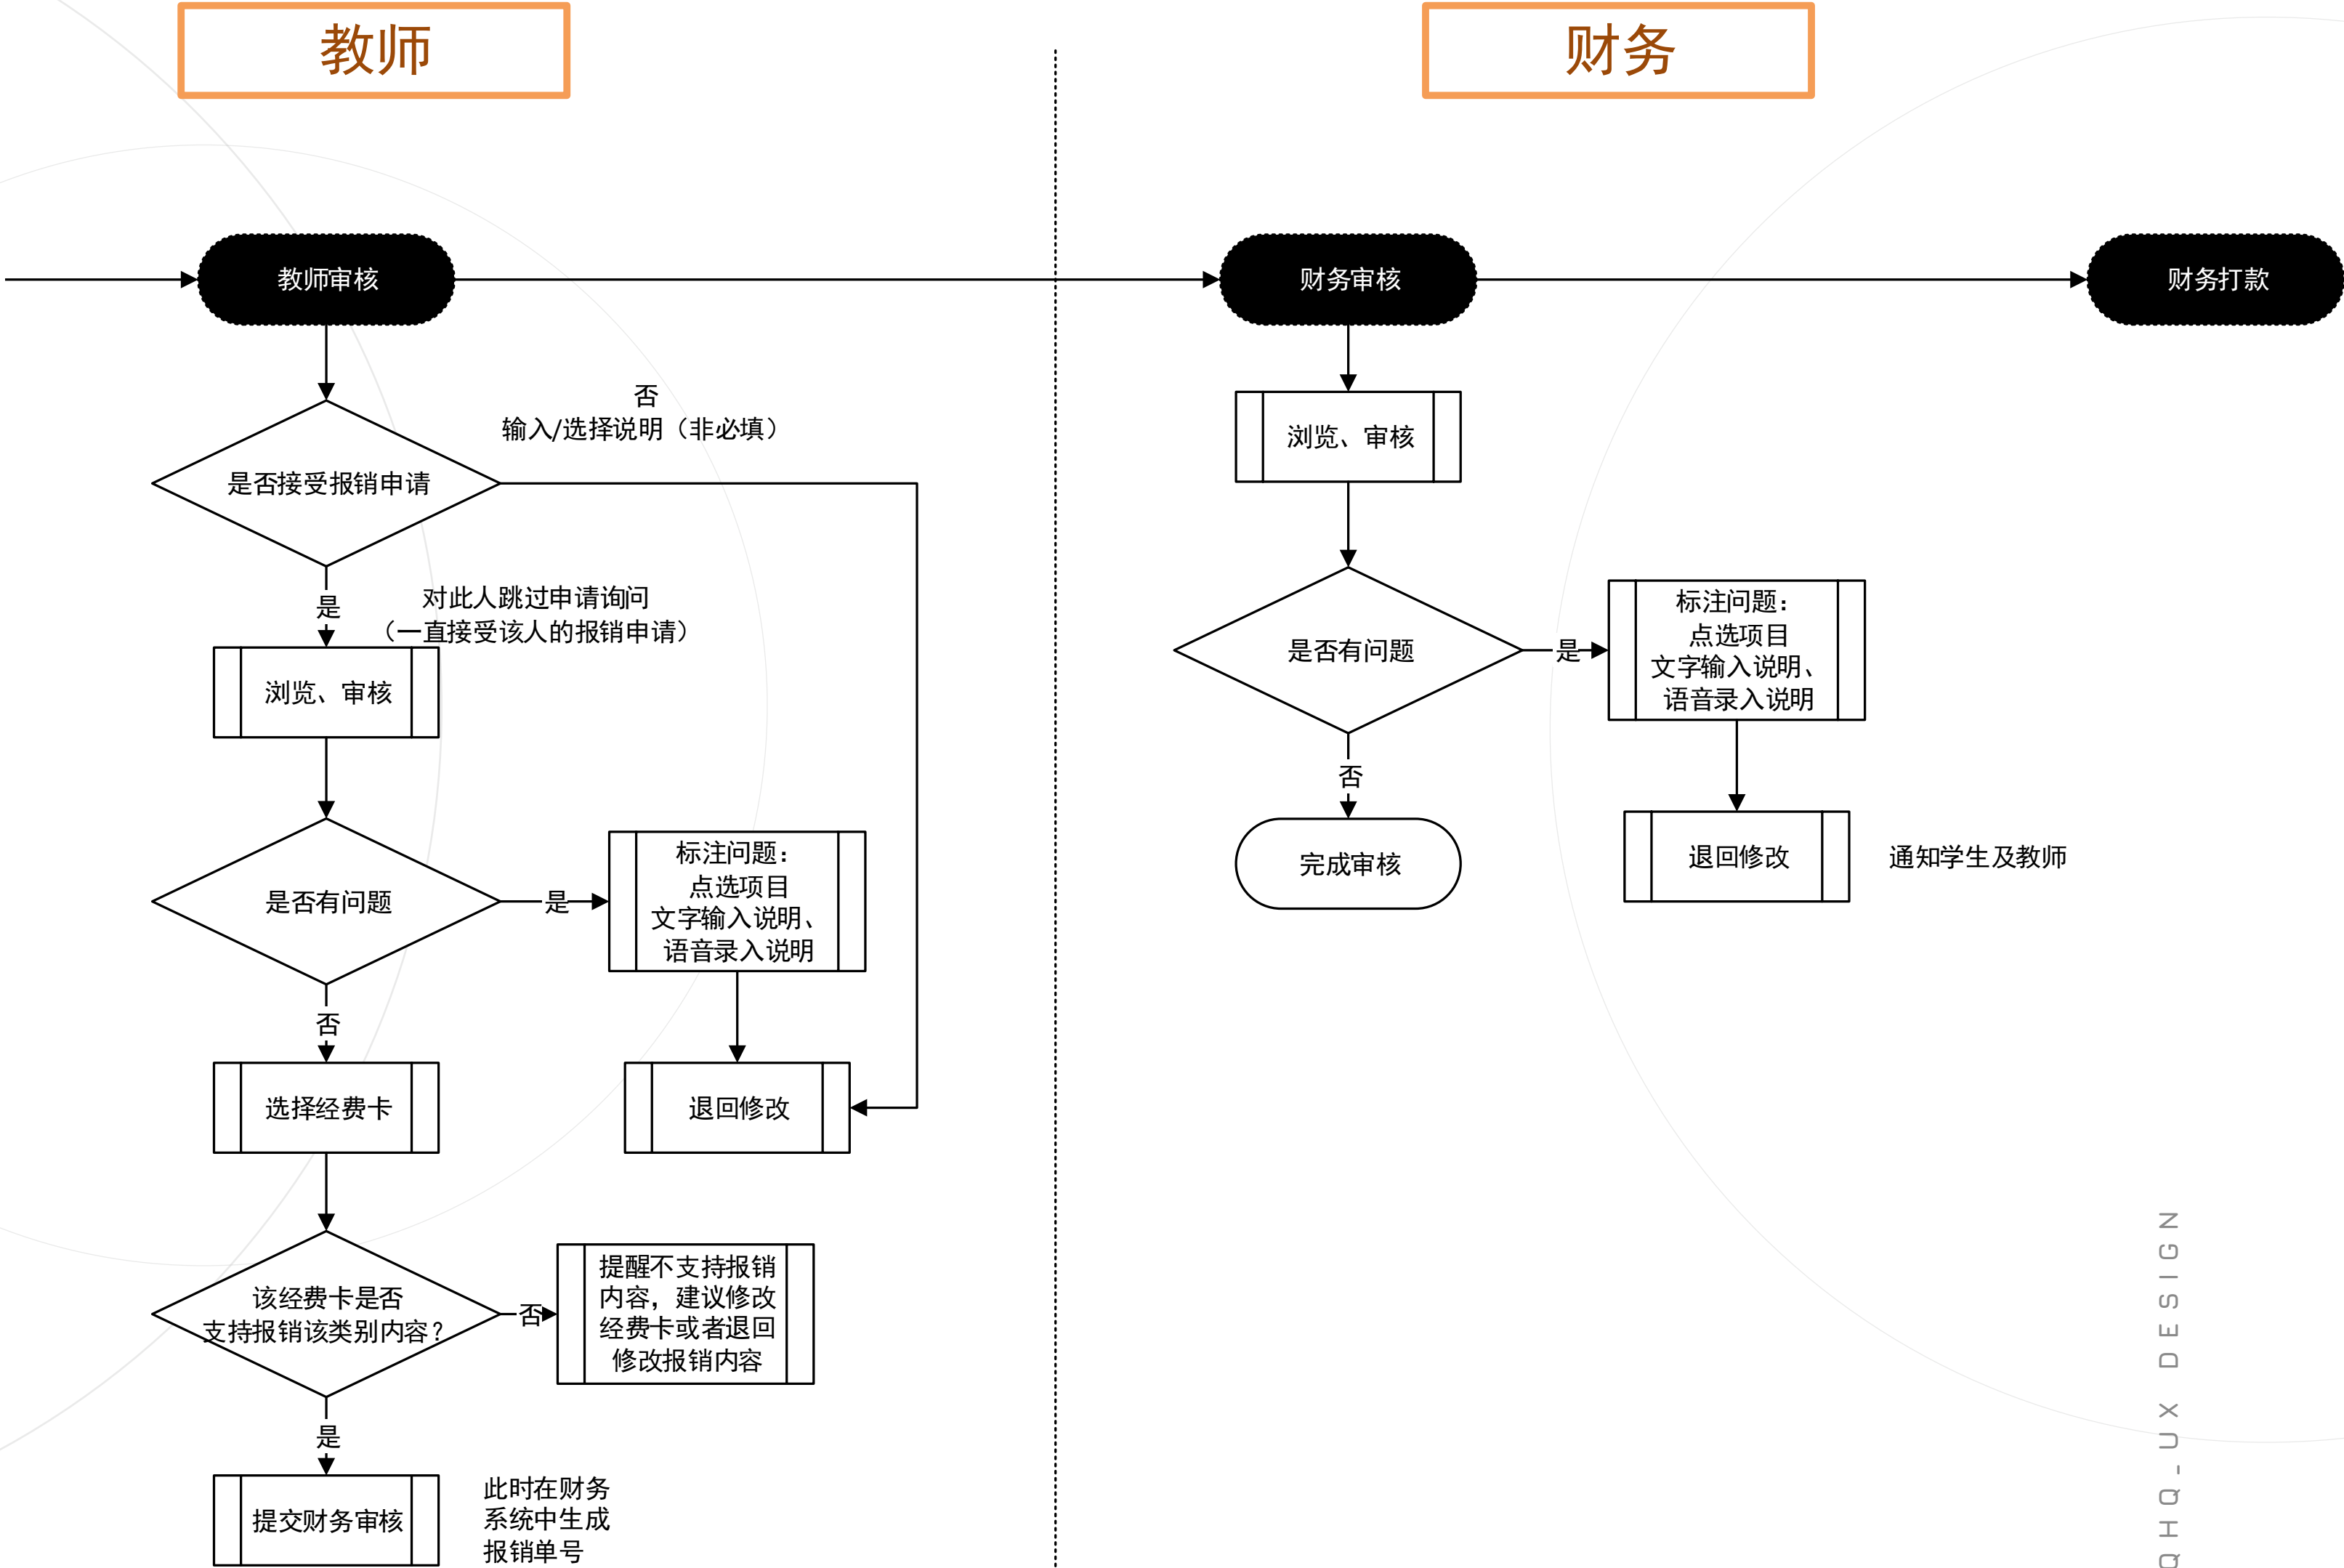 教师
财务
教师审核
财务审核
财务打款
否
输入/选择说明（非必填）
是否接受报销申请
是
对此人跳过申请询问
（一直接受该人的报销申请）
浏览、审核
是否有问题
是
标注问题：
点选项目
文字输入说明、
语音录入说明
否
选择经费卡
退回修改
该经费卡是否
支持报销该类别内容？
否
提醒不支持报销
内容，建议修改
经费卡或者退回
修改报销内容
是
提交财务审核
此时在财务
系统中生成
报销单号
浏览、审核
是否有问题
是
标注问题：
点选项目
文字输入说明、
语音录入说明
否
完成审核
退回修改
通知学生及教师
QHQ_UX DESIGN